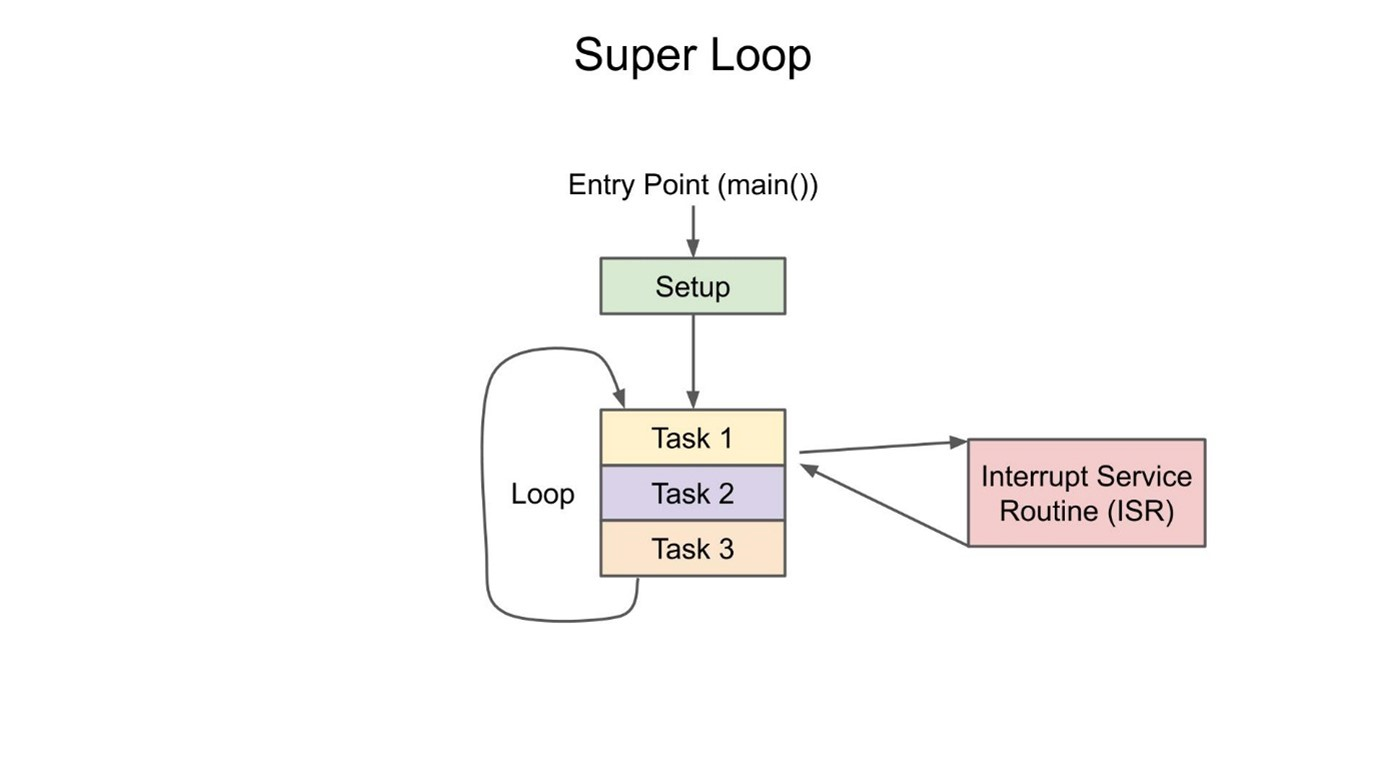 Super Loop
Entry Point (main())
Setup
Task 1
Loop
Task 2
Task 3
Interrupt Service
Routine (ISR)